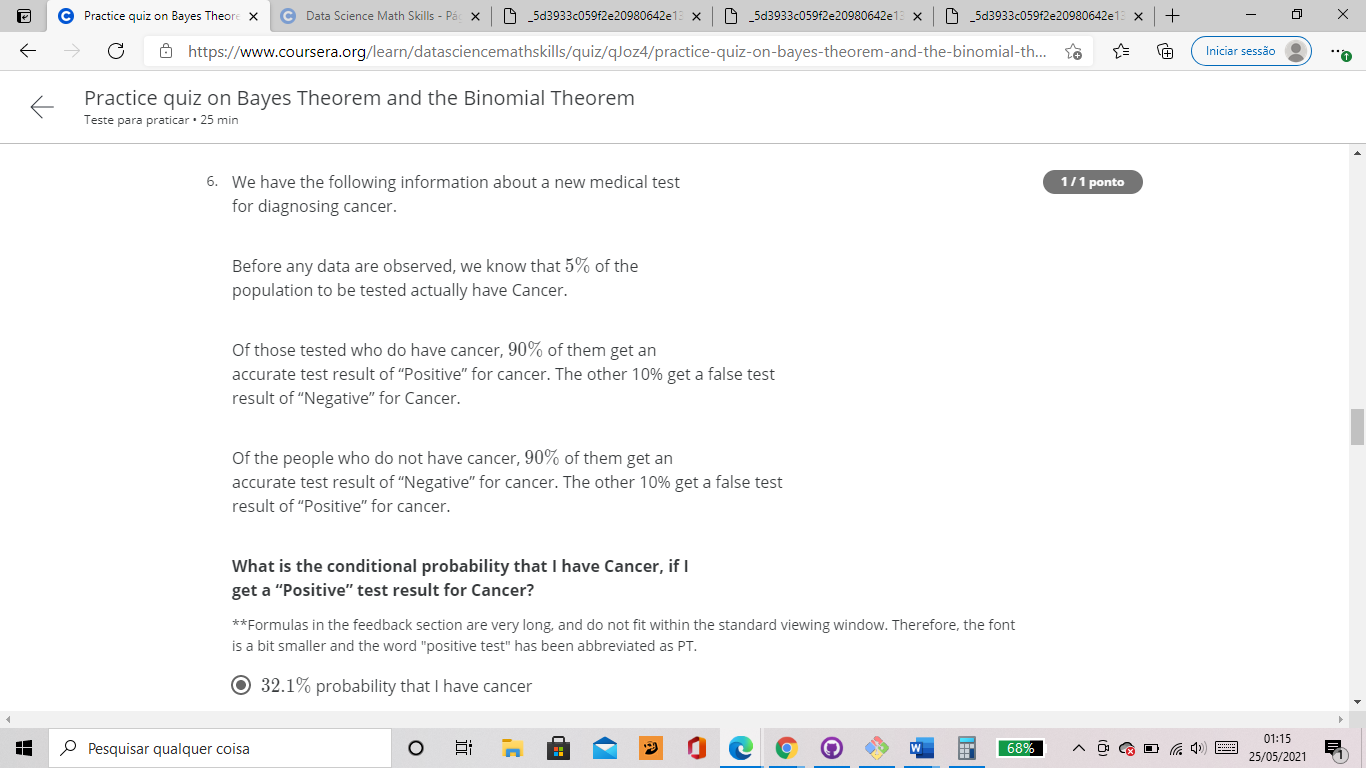 Practice quiz on Bayes Theore
Data Science Math Skills - Pá
_5d3933c059f2e20980642e13
_5d3933c059f2e20980642e13
_5d3933c059f2e20980642e13
https://www.coursera.org/learn/datasciencemathskills/quiz/qJoz4/practice-quiz-on-bayes-theorem-and-the-binomial-th...
Iniciar sessão
Practice quiz on Bayes Theorem and the Binomial Theorem
Teste para praticar • 25 min
6. We have the following information about a new medical test
1 / 1 ponto
for diagnosing cancer.
Before any data are observed, we know that 5% of the
population to be tested actually have Cancer.
Of those tested who do have cancer, 90% of them get an
accurate test result of “Positive” for cancer. The other 10% get a false test
result of “Negative” for Cancer.
Of the people who do not have cancer, 90% of them get an
accurate test result of “Negative” for cancer. The other 10% get a false test
result of “Positive” for cancer.
What is the conditional probability that I have Cancer, if I
get a “Positive” test result for Cancer?
**Formulas in the feedback section are very long, and do not fit within the standard viewing window. Therefore, the font
is a bit smaller and the word "positive test" has been abbreviated as PT.
32.1% probability that I have cancer
Pesquisar qualquer coisa
68%
01:15
25/05/2021
1